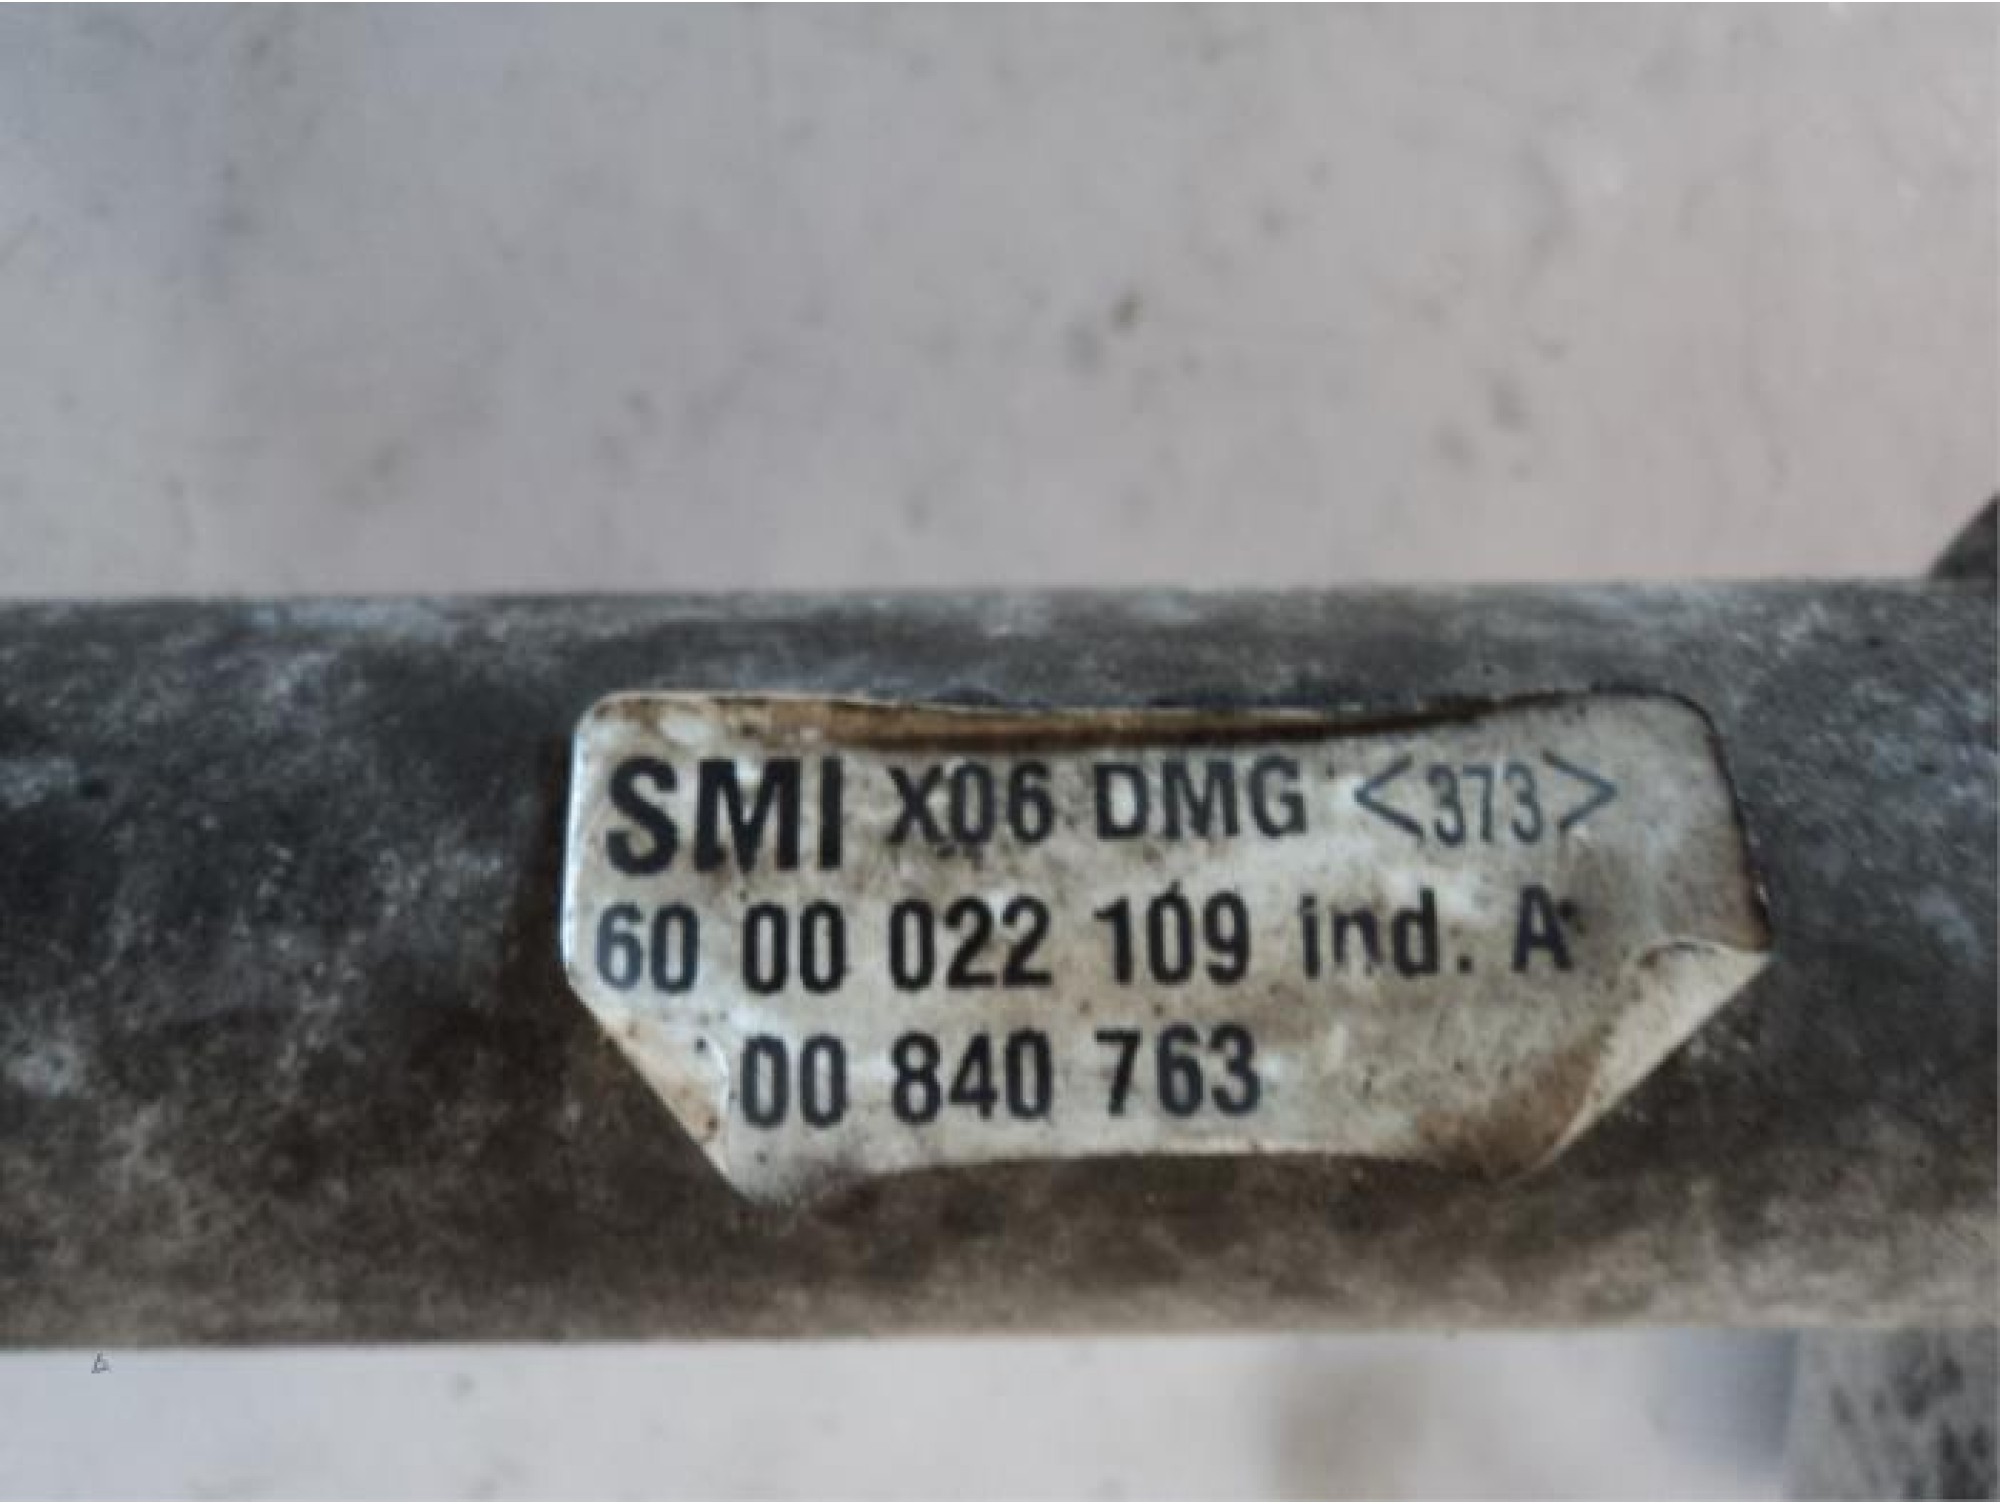 SMI X06 DMG <373>
60 00 022 109 ind. A
00 840 763